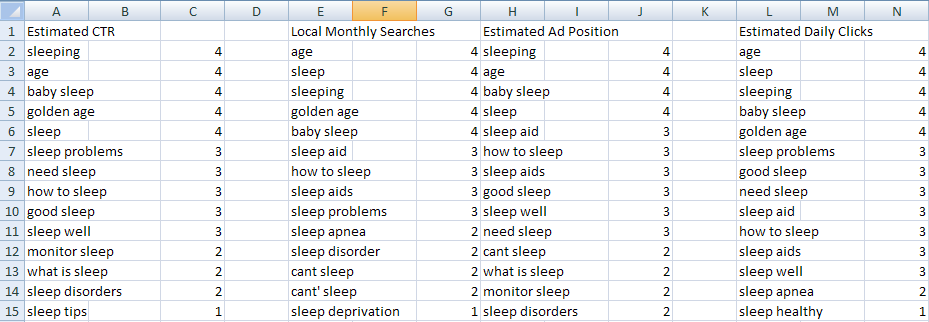 A B C D E F G H I J K L M N
1 Estimated CTR Local Monthly Searches Estimated Ad Position Estimated Daily Clicks
2 sleeping 4 age 4 sleeping 4 age 4
3 age 4 sleep 4 age 4 sleep 4
4 baby sleep 4 sleeping 4 baby sleep 4 sleeping 4
5 golden age 4 golden age 4 sleep 4 baby sleep 4
6 sleep 4 baby sleep 4 sleep aid 3 golden age 4
7 sleep problems 3 sleep aid 3 how to sleep 3 sleep problems 3
8 need sleep 3 how to sleep 3 sleep aids 3 good sleep 3
9 how to sleep 3 sleep aids 3 good sleep 3 need sleep 3
10 good sleep 3 sleep problems 3 sleep well 3 sleep aid 3
11 sleep well 3 sleep apnea 2 need sleep 3 how to sleep 3
12 monitor sleep 2 sleep disorder 2 cant sleep 2 sleep aids 3
13 what is sleep 2 cant sleep 2 what is sleep 2 sleep well 3
14 sleep disorders 2 cant' sleep 2 monitor sleep 2 sleep apnea 2
15 sleep tips 1 sleep deprivation 1 sleep disorders 2 sleep healthy 1